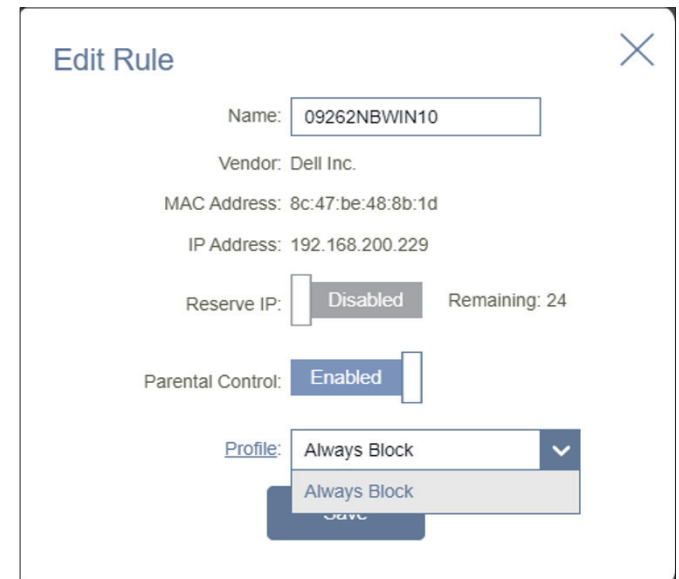 Edit Rule
Name: 09262NBWIN10
Vendor: Dell Inc.
MAC Address: 8c:47:be:48:8b:1d
IP Address: 192.168.200.229
Reserve IP: Disabled Remaining: 24
Parental Control: Enabled
Profile: Always Block
Always Block
Save